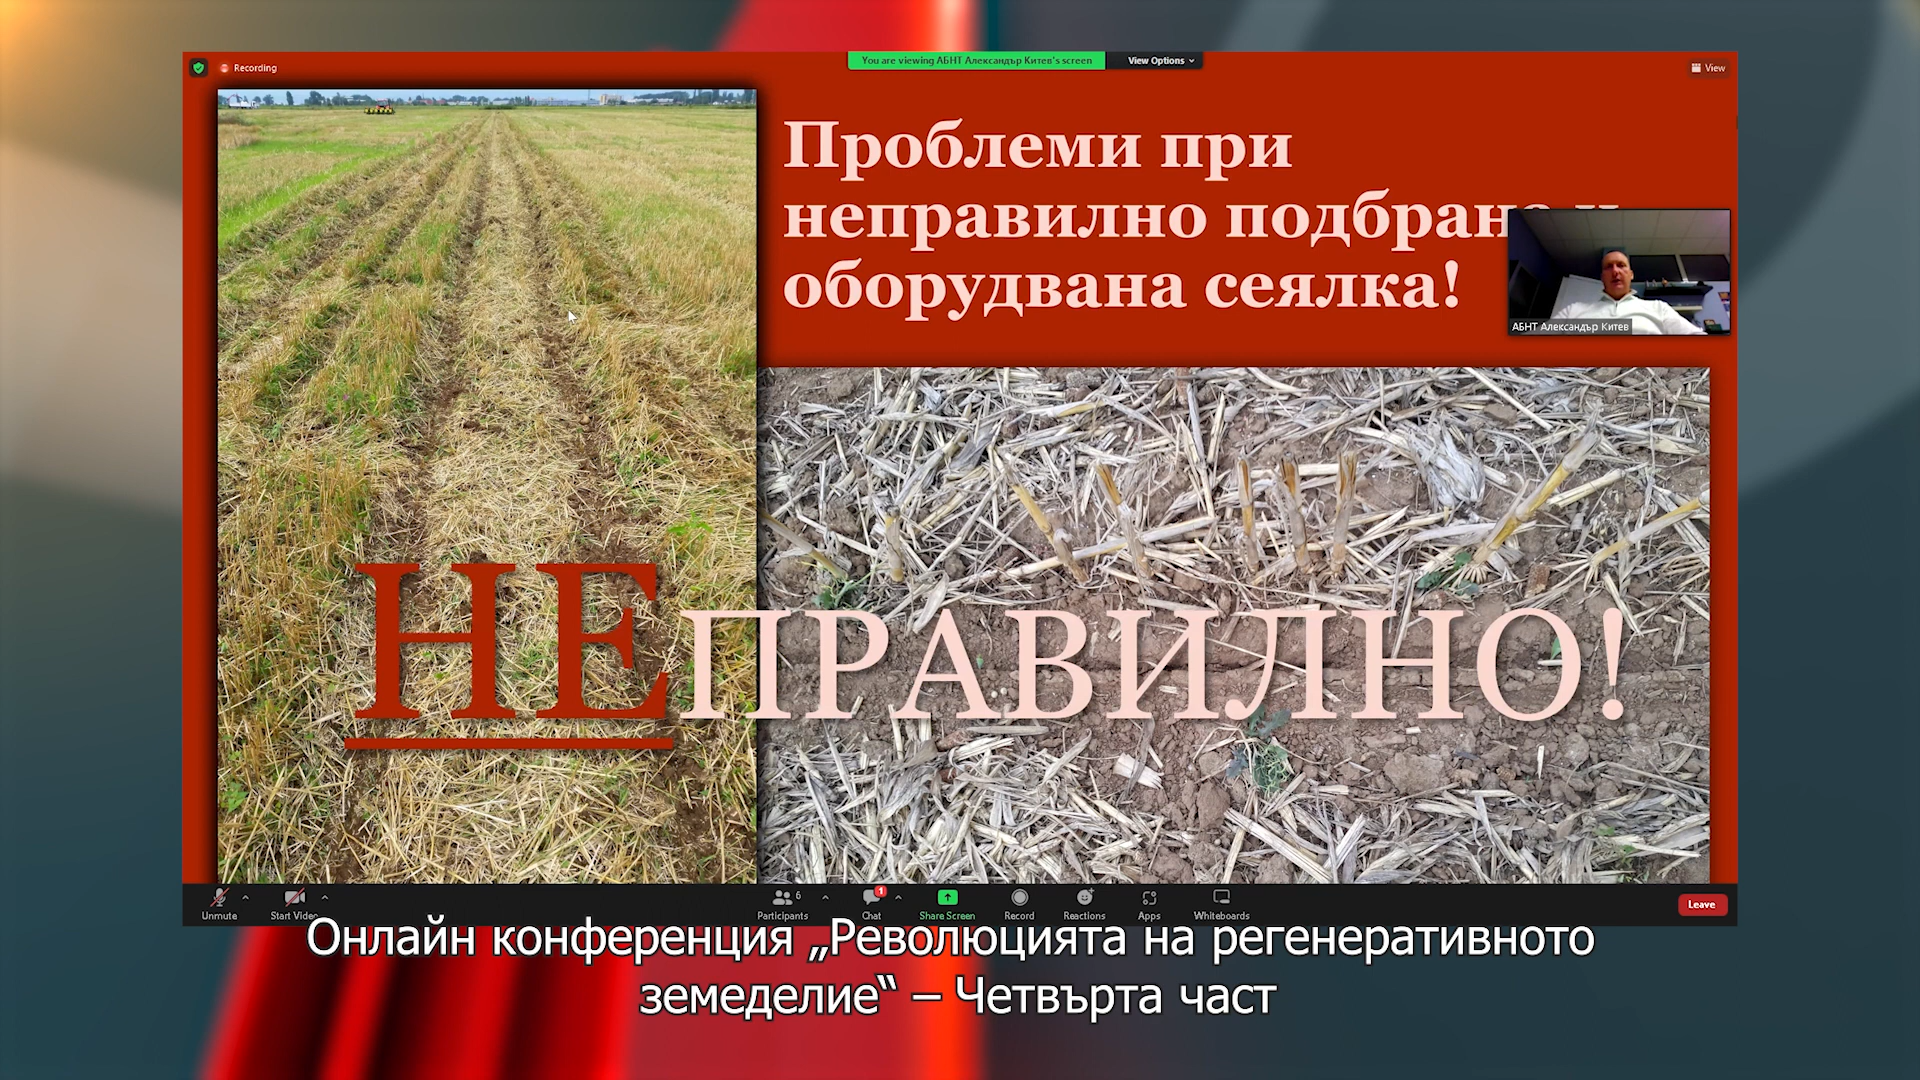 Recording
You are viewing АБНТ Александър Китев's screen
View Options
View
Проблеми при
неправилно подбрана и
оборудвана сеялка!
АБНТ Александър Китев
НЕПРАВИЛНО!
Unmute
Start Video
6
Participants
1
Chat
Share Screen
Record
Reactions
Apps
Whiteboards
Leave
Онлайн конференция „Революцията на регенеративното
земеделие“ – Четвърта част